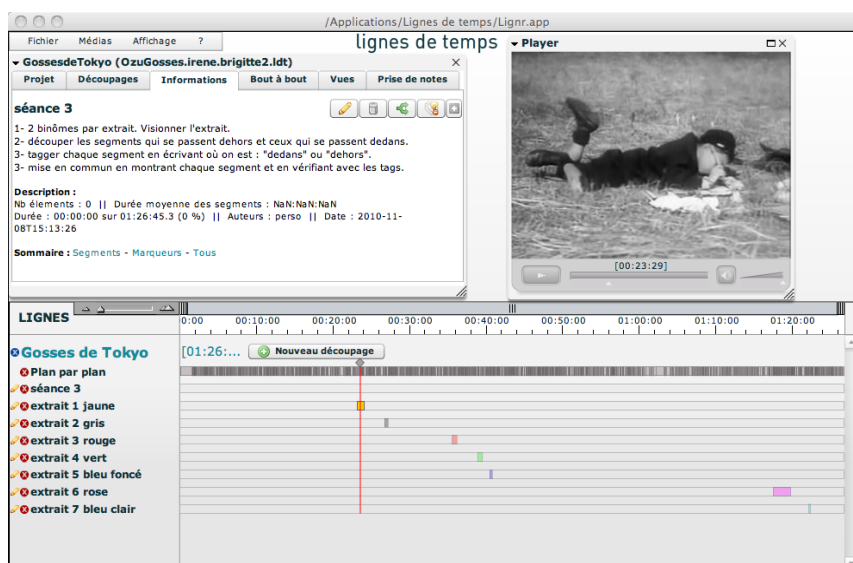 /Applications/Lignes de temps/Lignr.app
Fichier Médias Affichage ?
lignes de temps
Player
GossesdeTokyo (OzuGosses.irene.brigitte2.ldt)
Projet Découpages Informations Bout à bout Vues Prise de notes
séance 3
1- 2 binômes par extrait. Visionner l'extrait.
2- découper les segments qui se passent dehors et ceux qui se passent dedans.
3- tagger chaque segment en écrivant où on est : "dedans" ou "dehors".
3- mise en commun en montrant chaque segment et en vérifiant avec les tags.
Description :
Nb élements : 0 || Durée moyenne des segments : NaN:NaN:NaN
Durée : 00:00:00 sur 01:26:45.3 (0 %) || Auteurs : perso || Date : 2010-11-
08T15:13:26
Sommaire : Segments - Marqueurs - Tous
[00:23:29]
LIGNES
0:00 00:10:00 00:20:00 00:30:00 00:40:00 00:50:00 01:00:00 01:10:00 01:20:00
Gosses de Tokyo [01:26:... Nouveau découpage
Plan par plan
séance 3
extrait 1 jaune
extrait 2 gris
extrait 3 rouge
extrait 4 vert
extrait 5 bleu foncé
extrait 6 rose
extrait 7 bleu clair